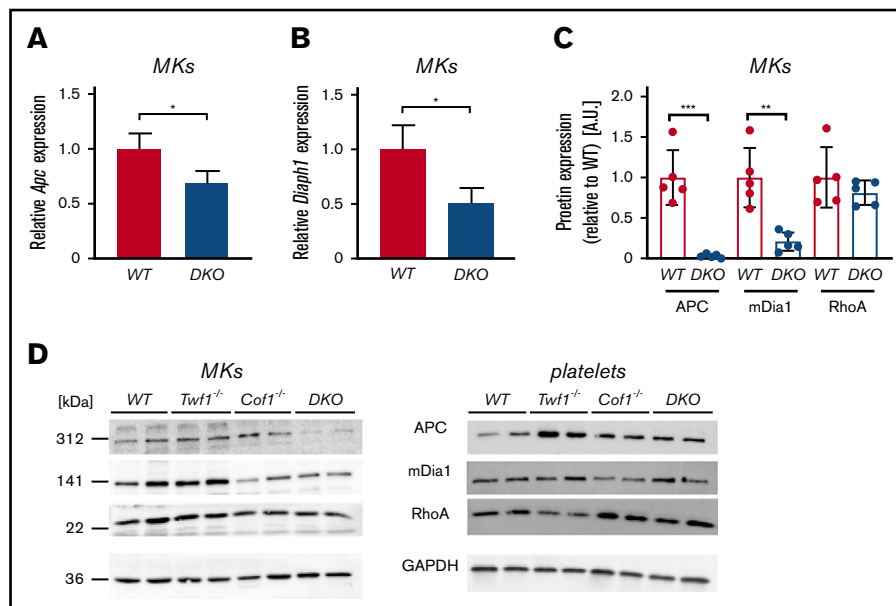 A
MKs
Relative Apc expression
1.5
1.0
0.5
0
*
WT DKO
B
MKs
Relative Diaph1 expression
1.5
1.0
0.5
0
*
WT DKO
C
MKs
Proetin expression
(relative to WT) [A.U.]
2.0
1.5
1.0
0.5
0
*** **
WT DKO WT DKO WT DKO
APC mDia1 RhoA
D
MKs
[kDa] WT Twf1-/- Cof1-/- DKO
312
141
22
36
platelets
WT Twf1-/- Cof1-/- DKO
APC
mDia1
RhoA
GAPDH